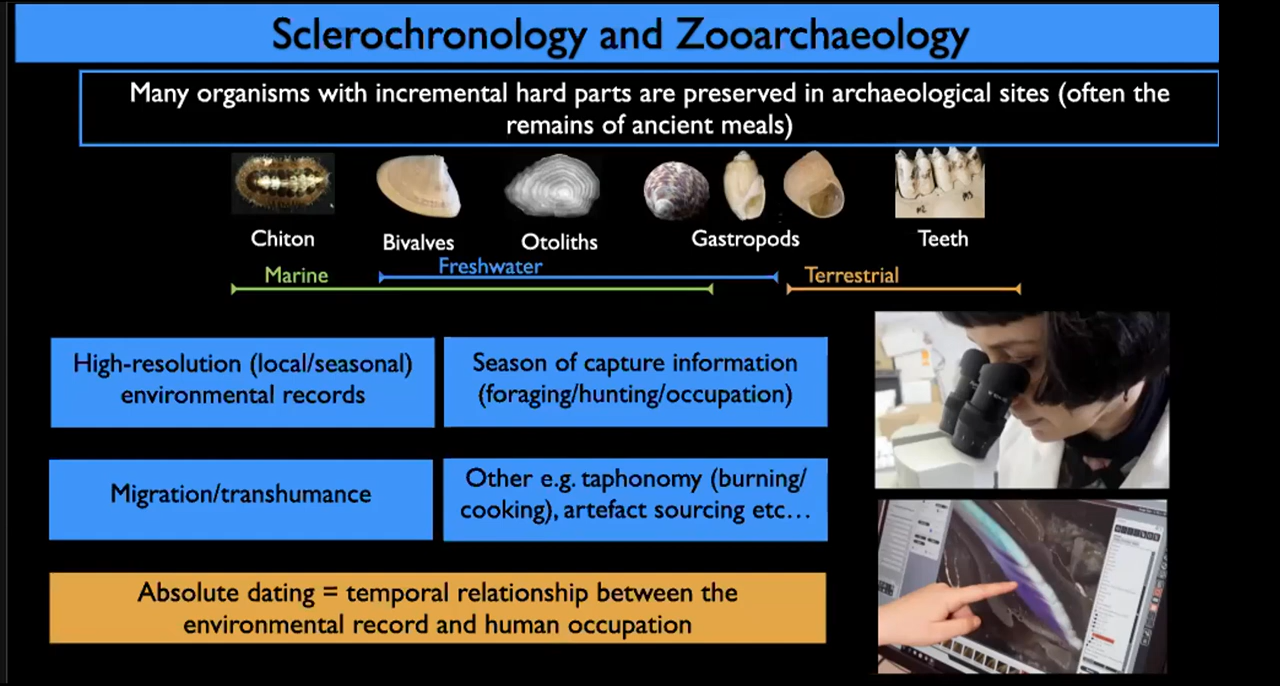 Sclerochronology and Zooarchaeology
Many organisms with incremental hard parts are preserved in archaeological sites (often the
remains of ancient meals)
Chiton
Bivalves
Otoliths
Gastropods
Teeth
Marine
Freshwater
Terrestrial
High-resolution (local/seasonal)
environmental records
Season of capture information
(foraging/hunting/occupation)
Migration/transhumance
Other e.g. taphonomy (burning/
cooking), artefact sourcing etc…
Absolute dating = temporal relationship between the
environmental record and human occupation